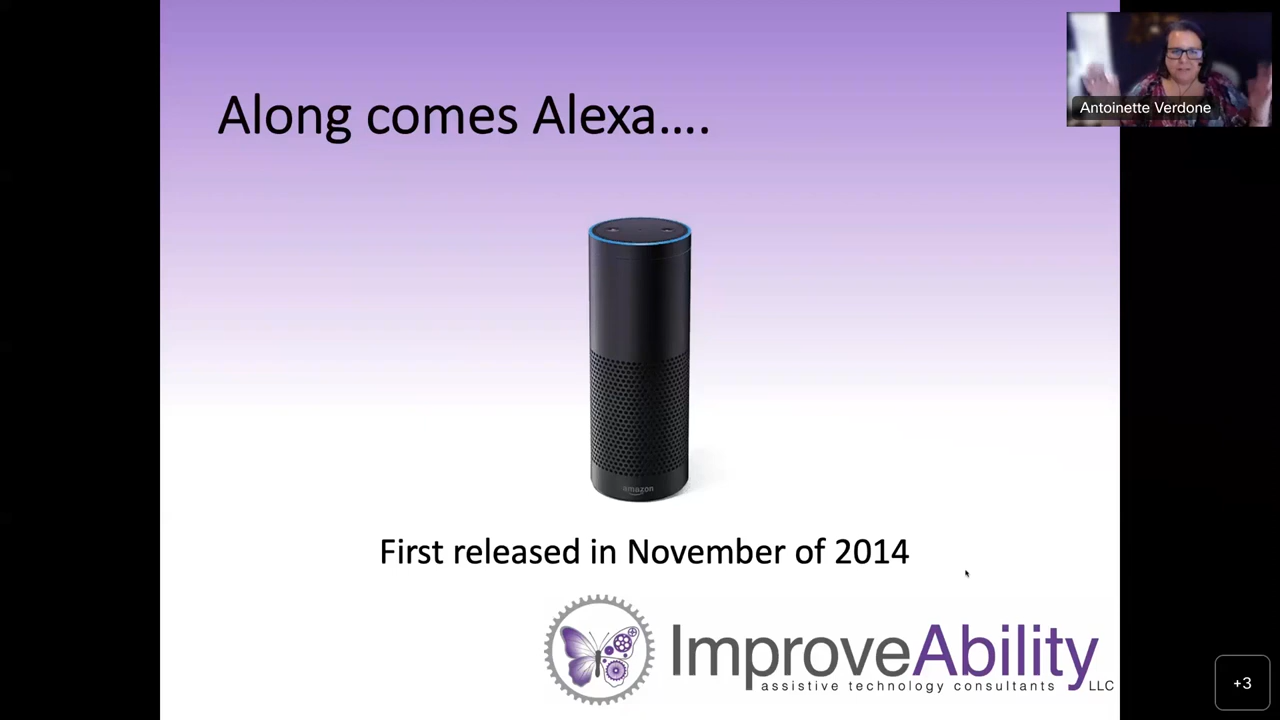 Along comes Alexa….
Antoinette Verdone
amazon
First released in November of 2014
ImproveAbility
assistive technology consultants LLC
+3